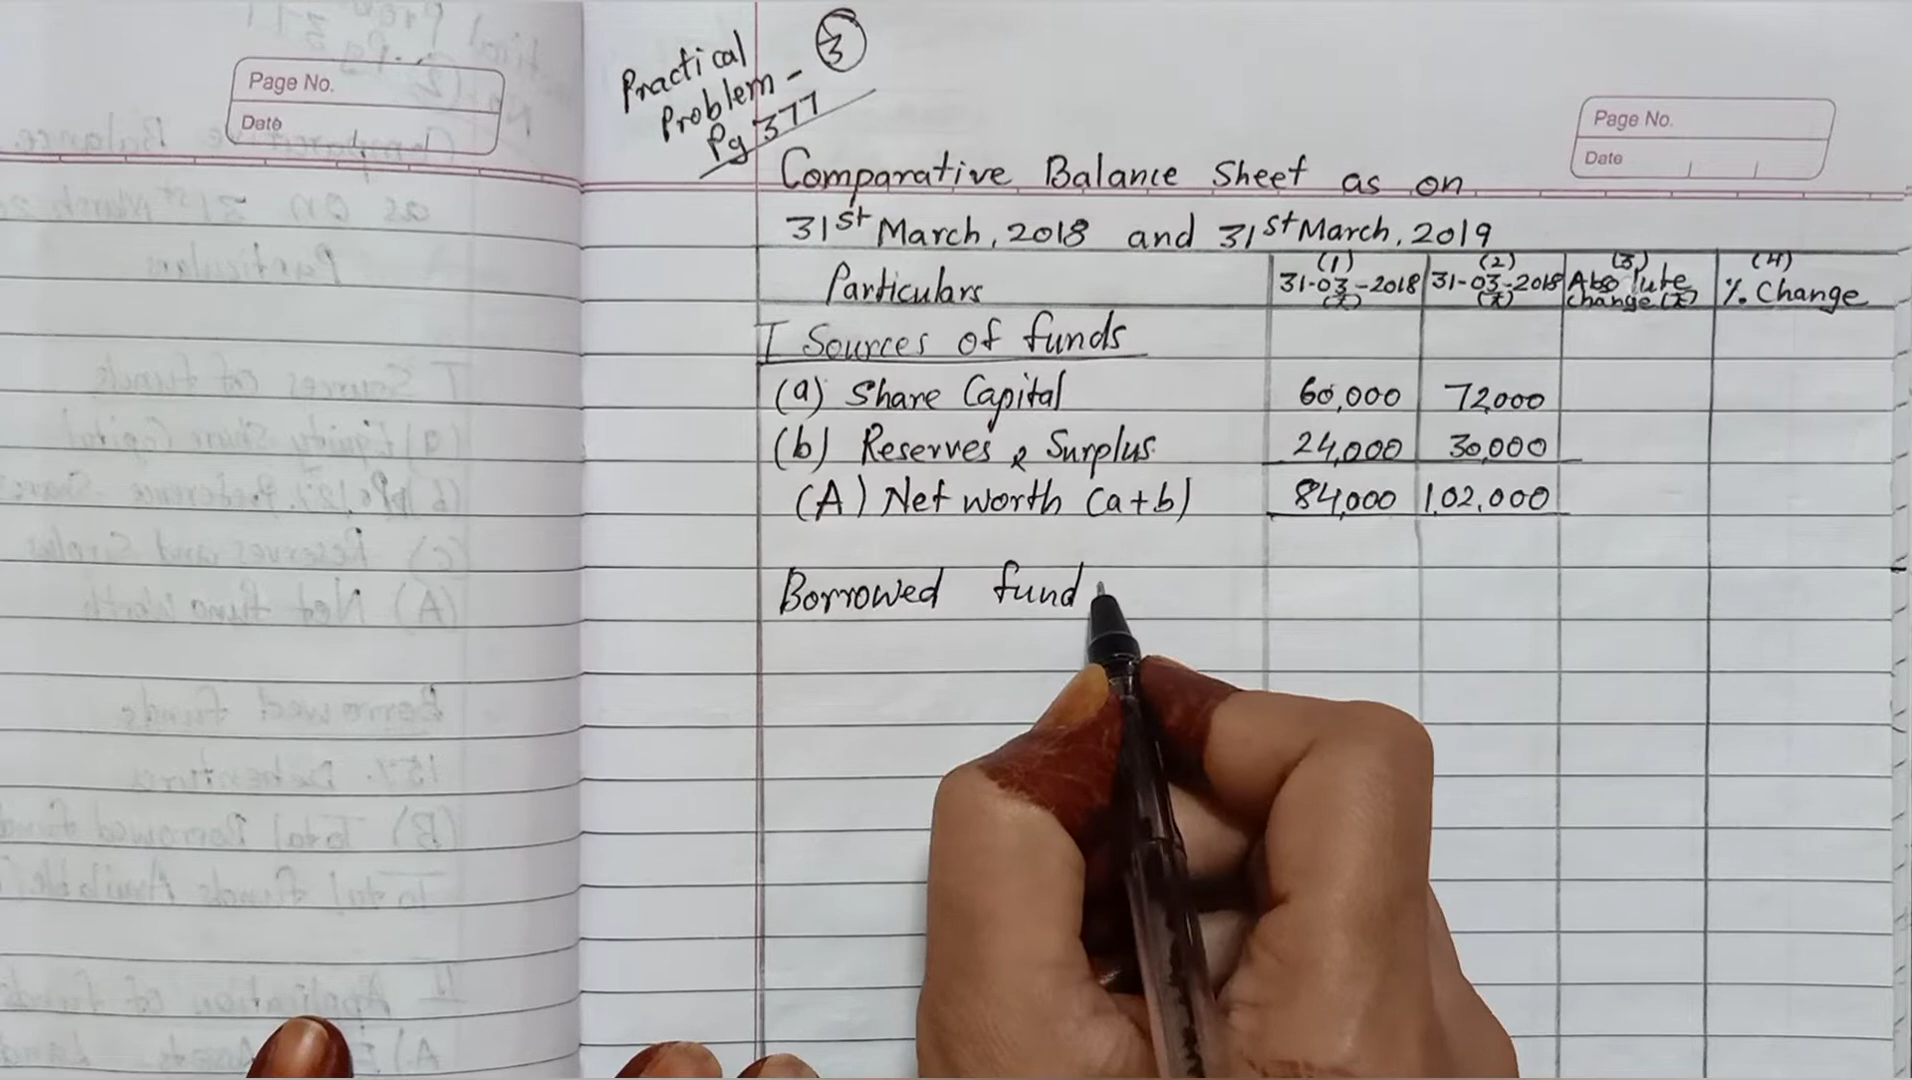 Page No.
Date
Practical
Problem - 3
Pg 377
Page No.
Date
Comparative Balance Sheet as on
31st March, 2018 and 31st March, 2019
Particulars (1) 31-03-2018 (₹) (2) 31-03-2018 (₹) (3) Absolute change (₹) (4) % Change
I Sources of funds
(a) Share Capital 60,000 72,000
(b) Reserves & Surplus 24,000 30,000
(A) Net worth (a+b) 84,000 1,02,000
Borrowed fund